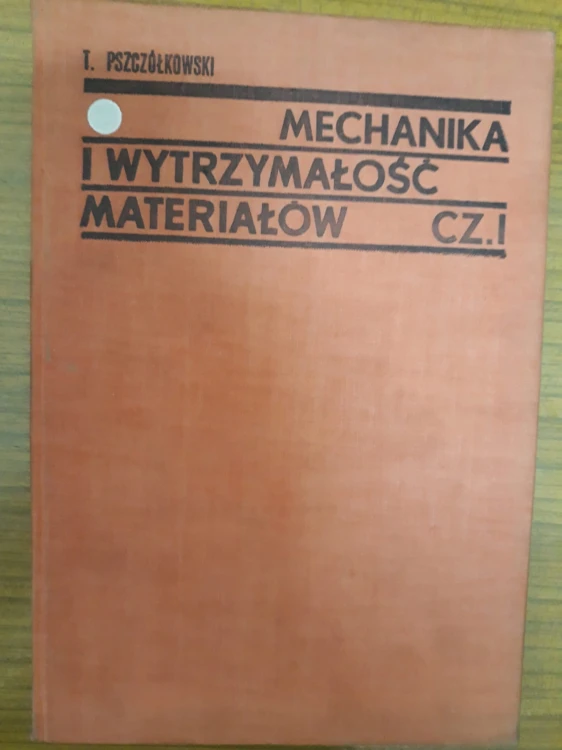 T. PSZCZÓŁKOWSKI
MECHANIKA
I WYTRZYMAŁOŚĆ
MATERIAŁÓW CZ.I